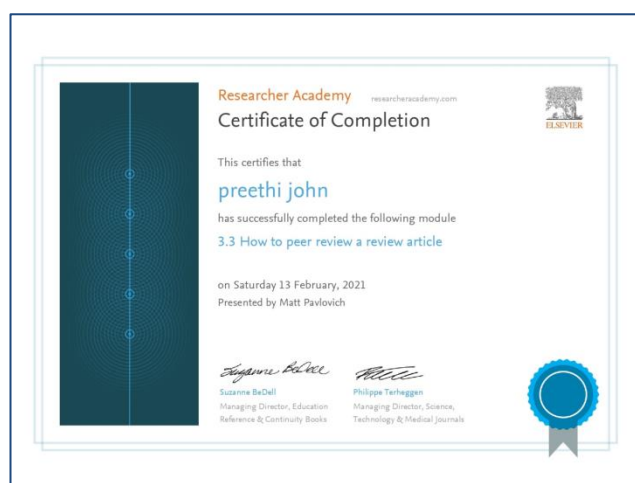 Researcher Academy researcheracademy.com
Certificate of Completion
ELSEVIER
This certifies that
preethi john
has successfully completed the following module
3.3 How to peer review a review article
on Saturday 13 February, 2021
Presented by Matt Pavlovich
Suzanne BeDell
Suzanne BeDell
Managing Director, Education
Reference & Continuity Books
Philippe Terheggen
Managing Director, Science,
Technology & Medical Journals